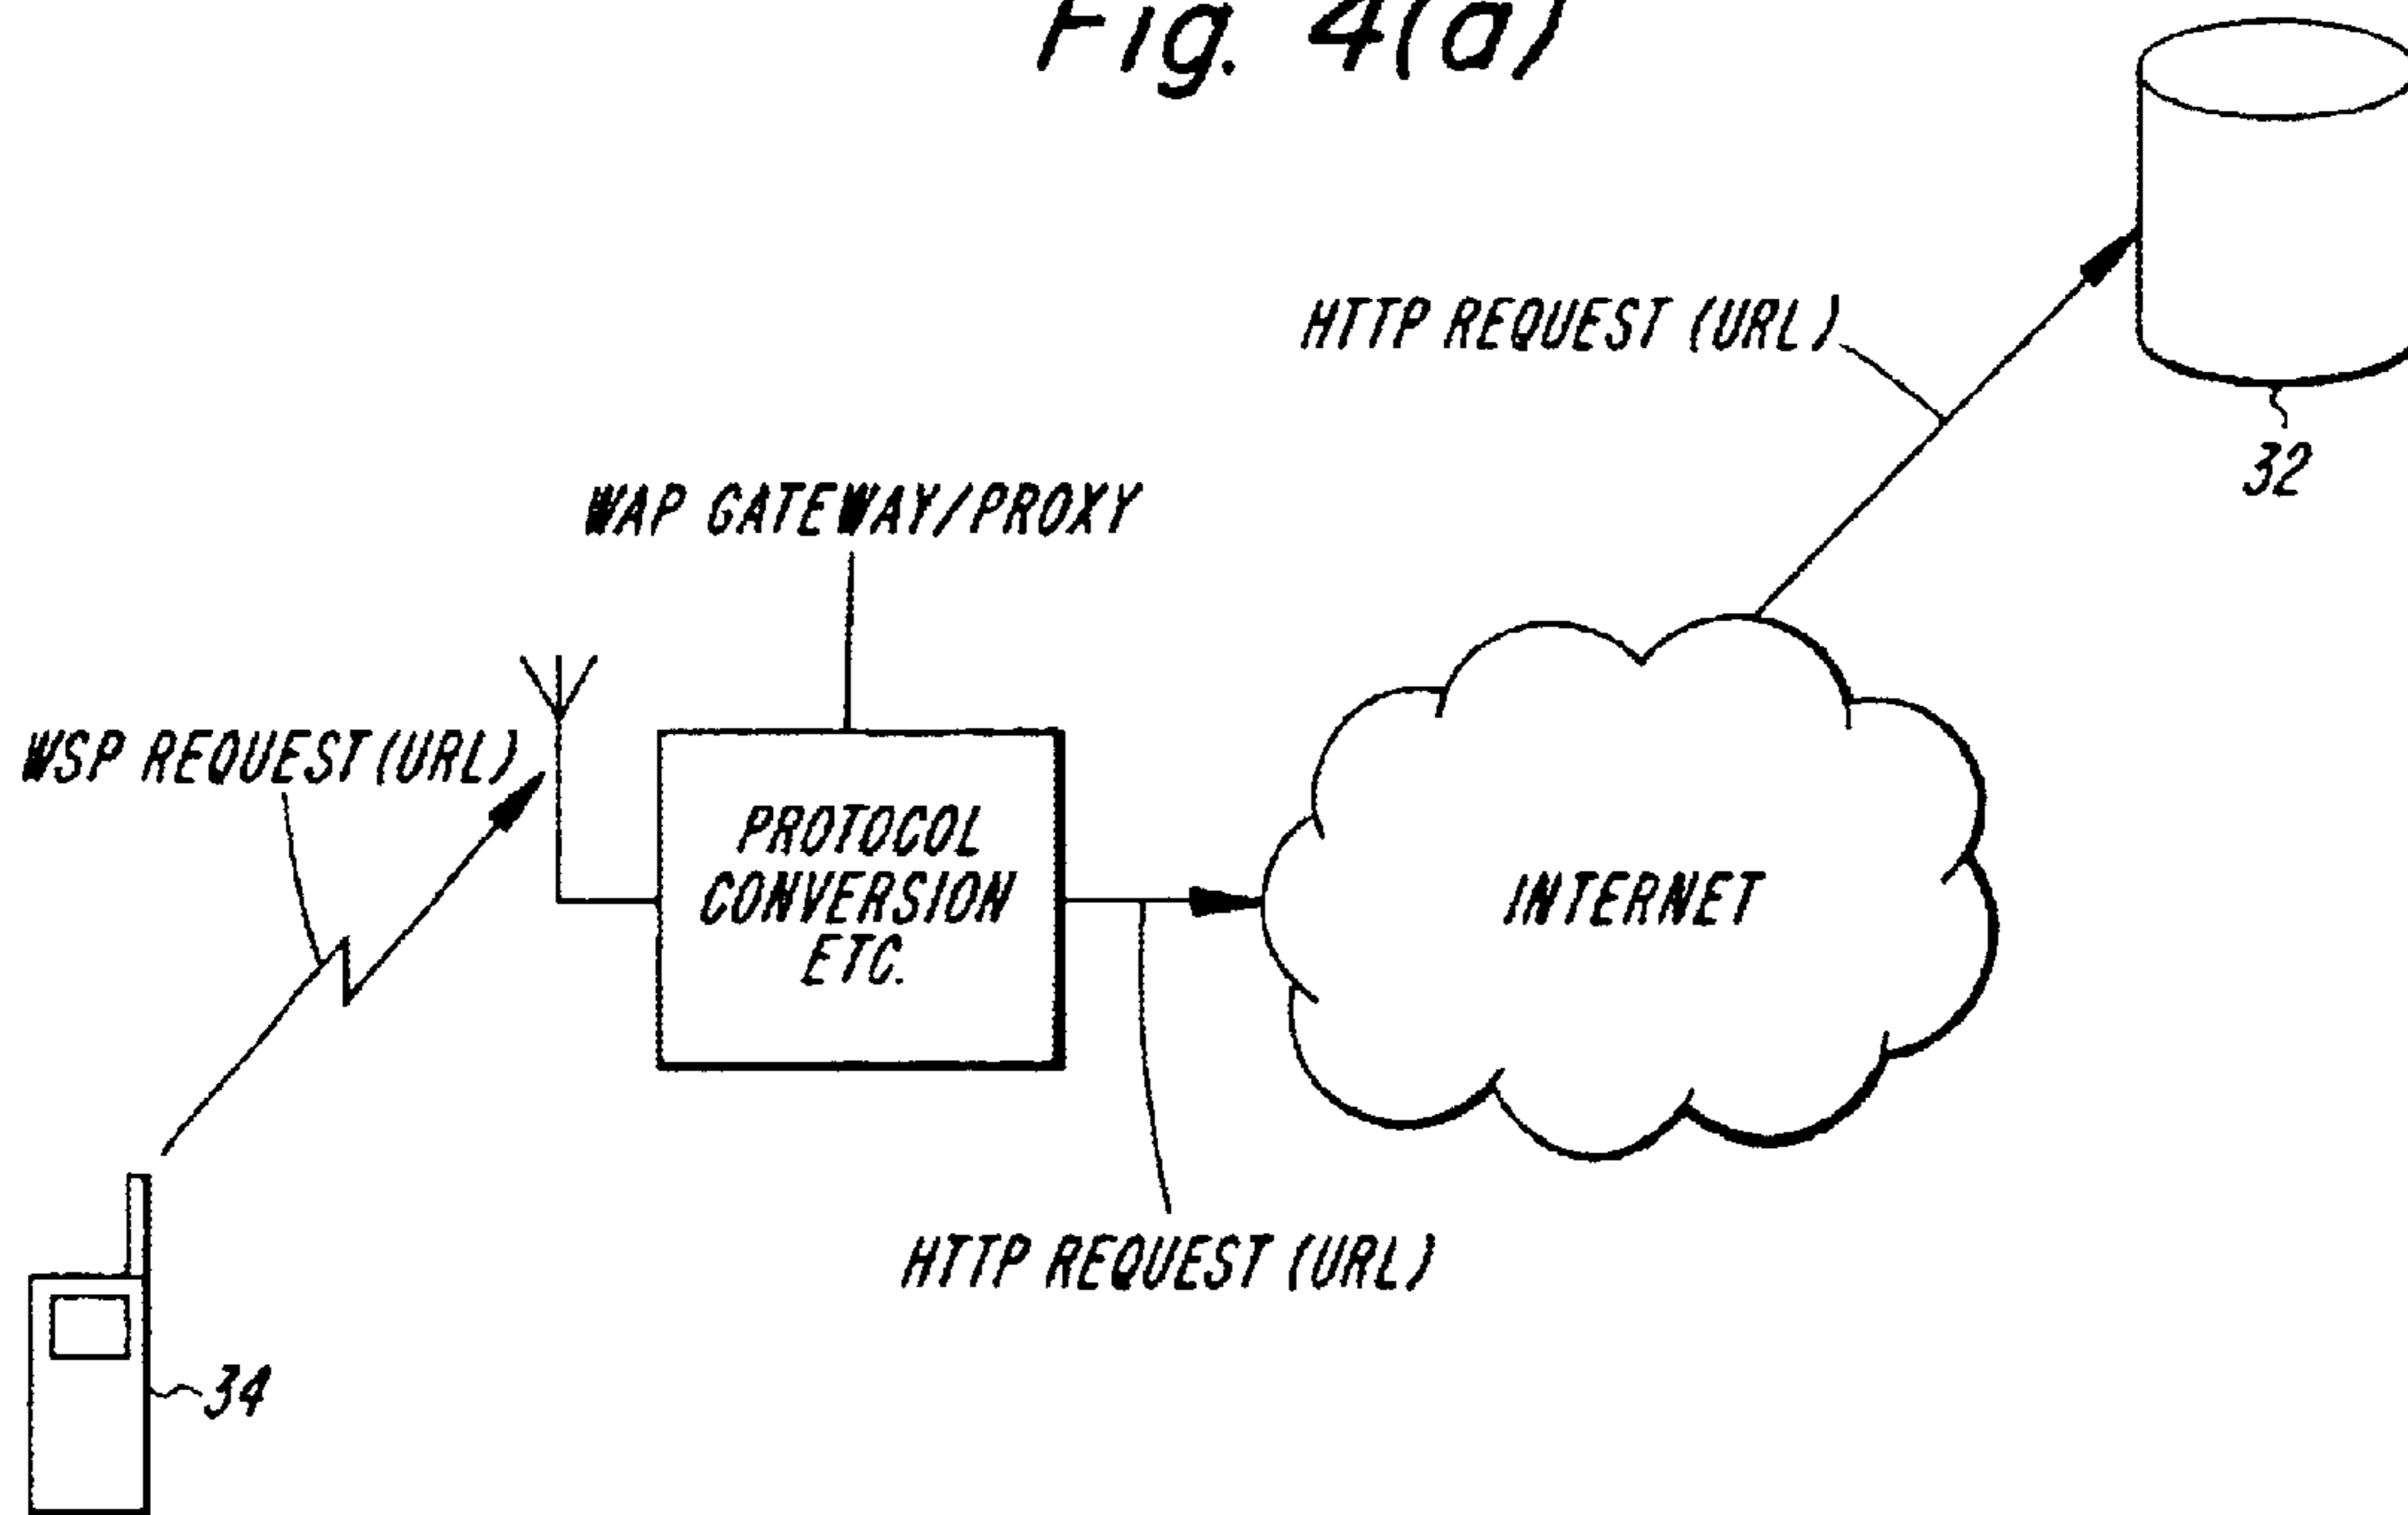 Fig. 4(a)
HTTP REQUEST (URL)
32
WAP GATEWAY/PROXY
WSP REQUEST (URL)
PROTOCOL
CONVERSION
ETC.
INTERNET
HTTP REQUEST (URL)
34